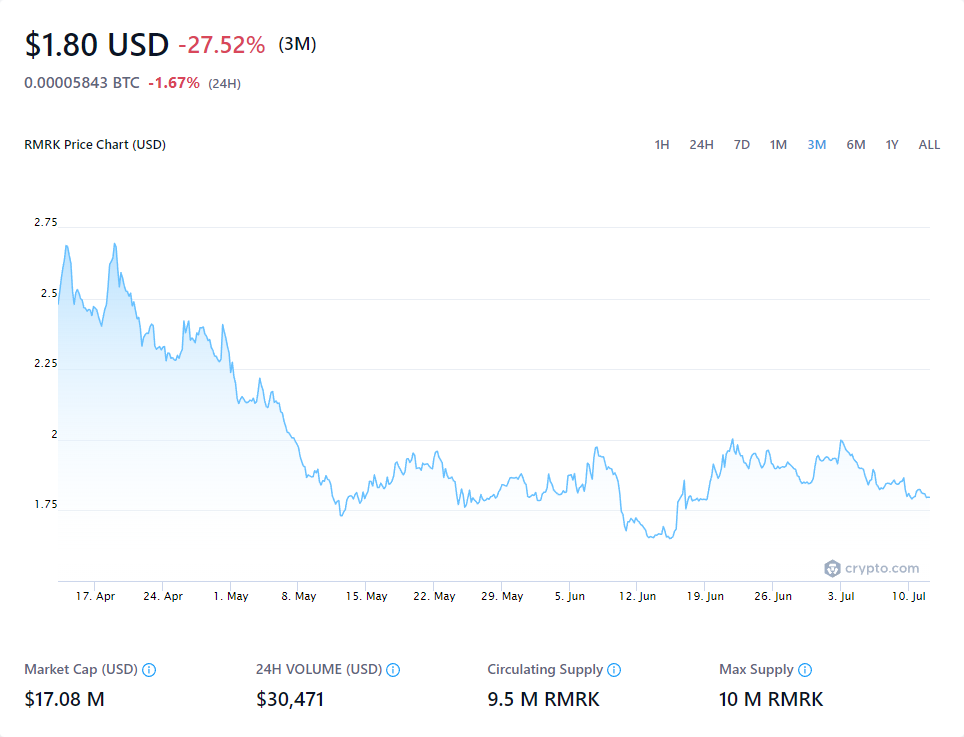 $1.80 USD -27.52% (3M)
0.00005843 BTC -1.67% (24H)
RMRK Price Chart (USD) 1H 24H 7D 1M 3M 6M 1Y ALL
2.75
2.5
2.25
2
1.75
crypto.com
17. Apr 24. Apr 1. May 8. May 15. May 22. May 29. May 5. Jun 12. Jun 19. Jun 26. Jun 3. Jul 10. Jul
Market Cap (USD) 24H VOLUME (USD) Circulating Supply Max Supply
$17.08 M $30,471 9.5 M RMRK 10 M RMRK